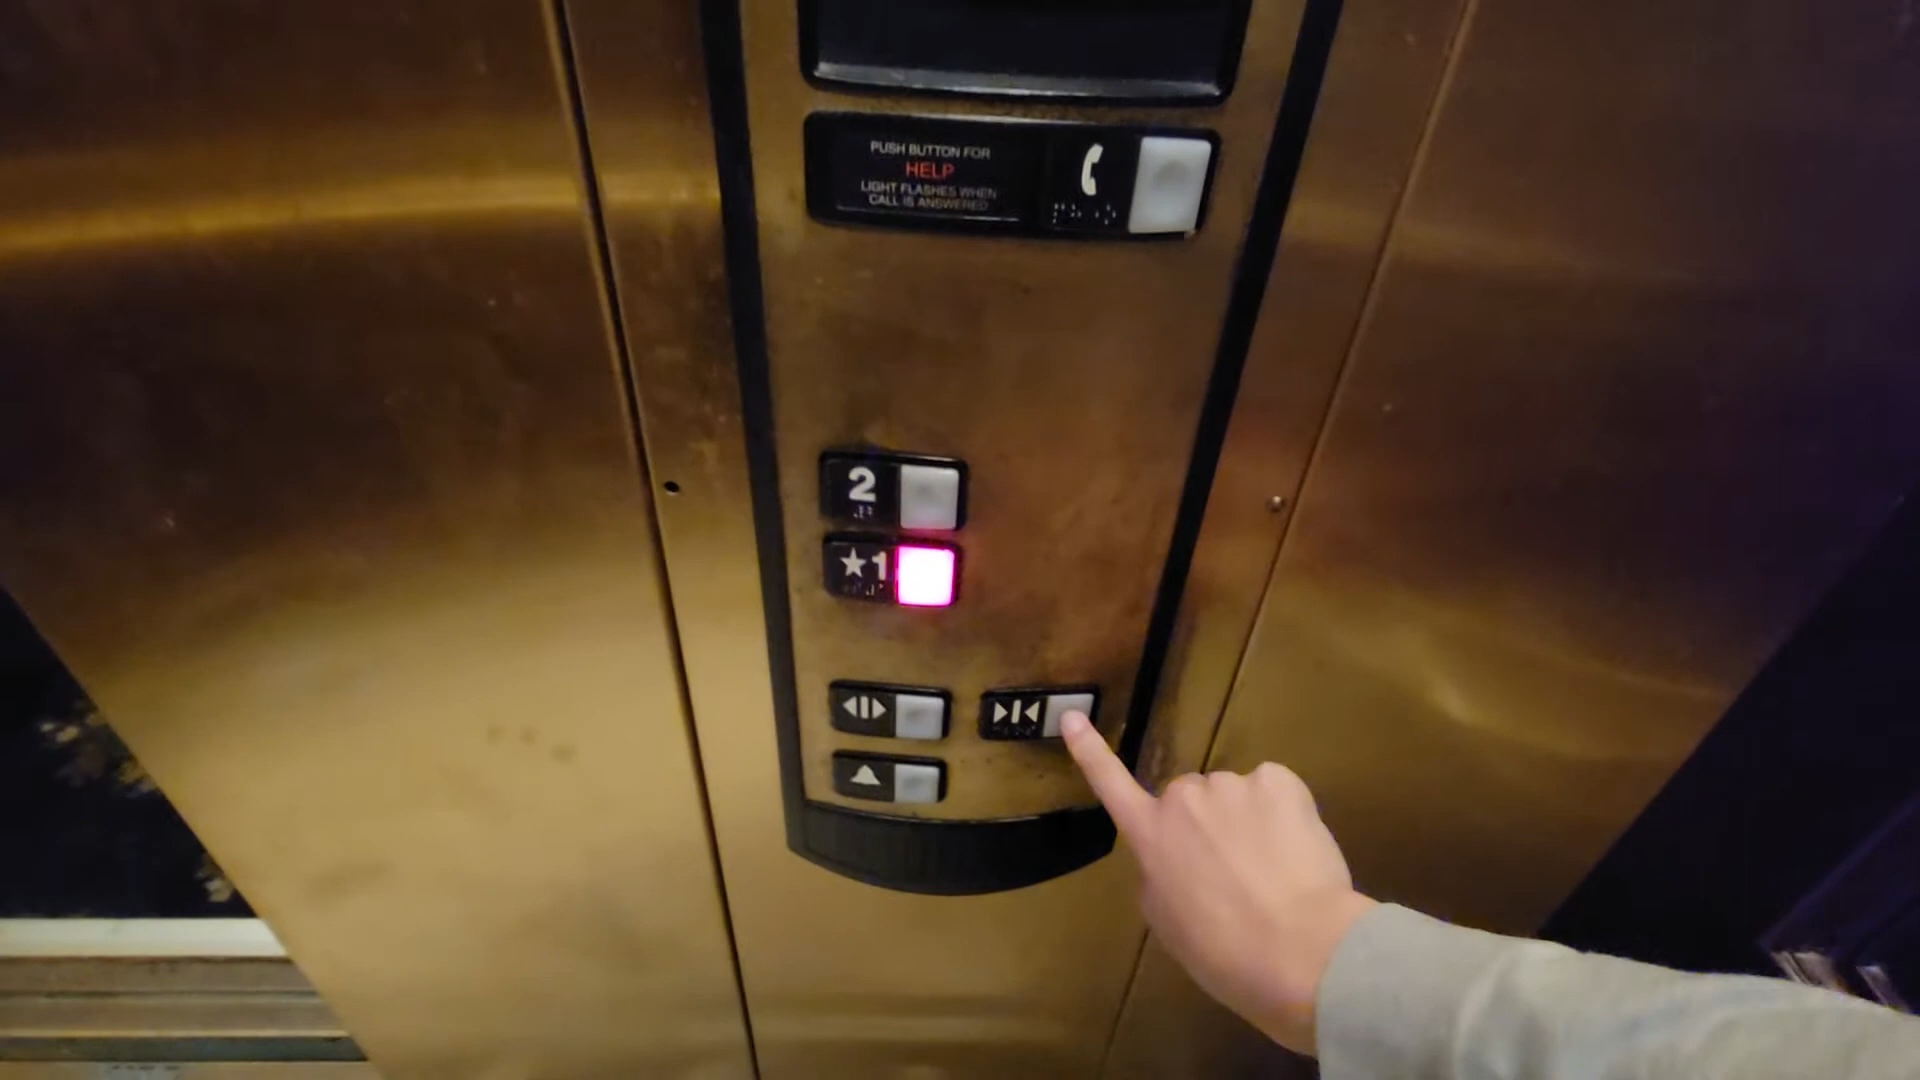 PUSH BUTTON FOR
HELP
LIGHT FLASHES WHEN
CALL IS ANSWERED
2
★1